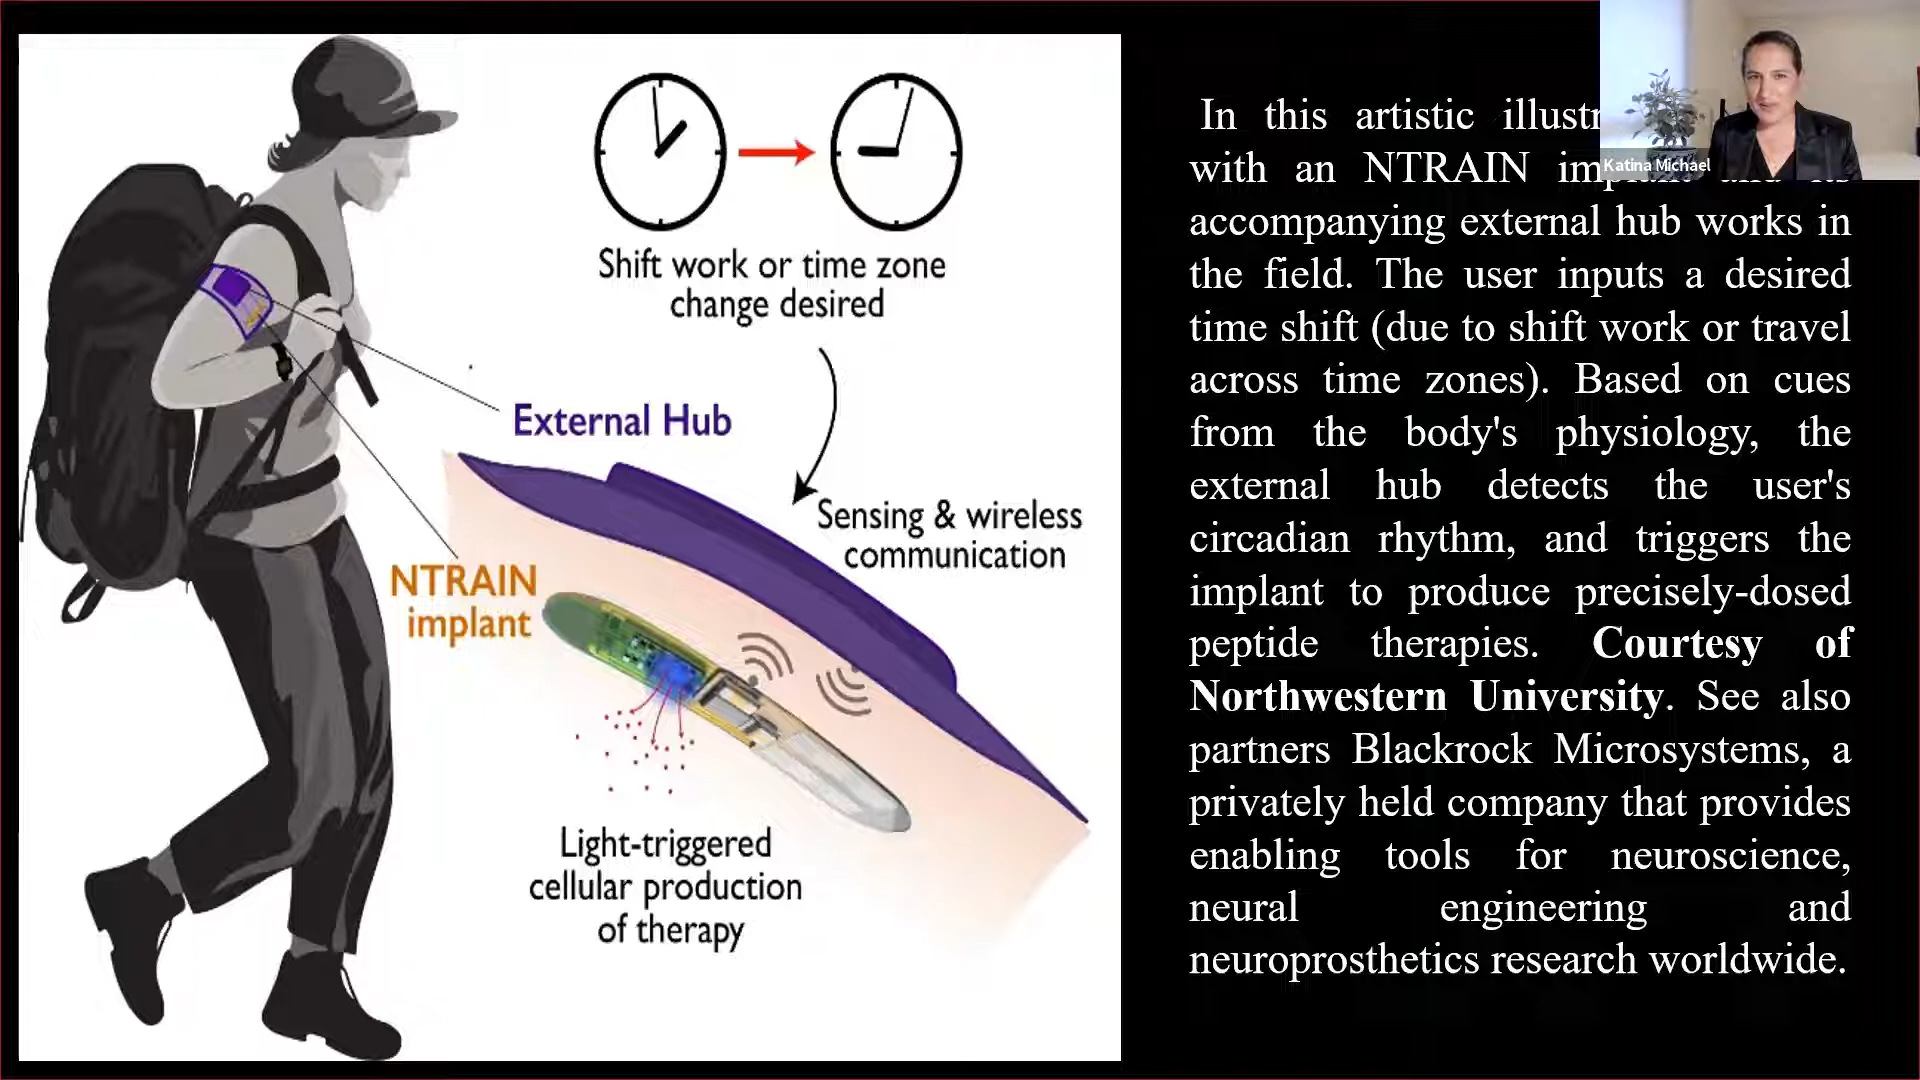 Shift work or time zone
change desired
External Hub
Sensing & wireless
communication
NTRAIN
implant
Light-triggered
cellular production
of therapy
In this artistic
with an NTRAIN
accompanying external hub works in
the field. The user inputs a desired
time shift (due to shift work or travel
across time zones). Based on cues
from the body's physiology, the
external hub detects the user's
circadian rhythm, and triggers the
implant to produce precisely-dosed
peptide therapies. Courtesy of
Northwestern University. See also
partners Blackrock Microsystems, a
privately held company that provides
enabling tools for neuroscience,
neural engineering and
neuroprosthetics research worldwide.
Katina Michael